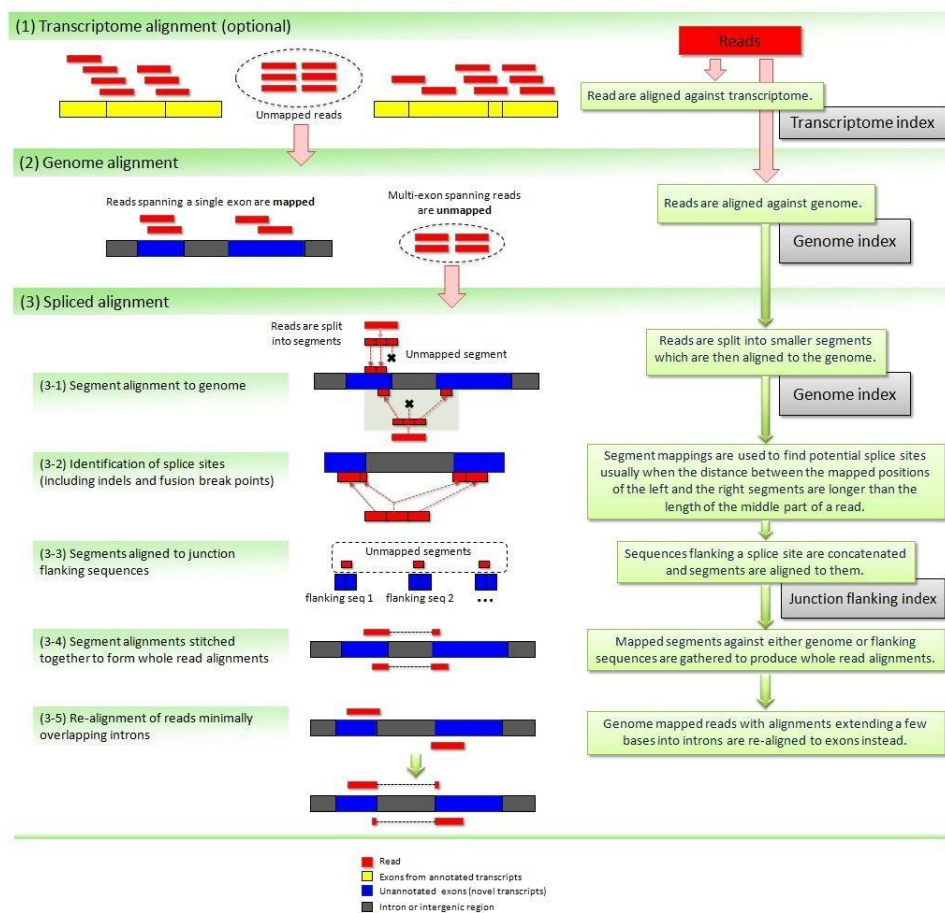 (1) Transcriptome alignment (optional)
Unmapped reads
Reads
Read are aligned against transcriptome.
Transcriptome index
(2) Genome alignment
Reads spanning a single exon are mapped
Multi-exon spanning reads
are unmapped
Reads are aligned against genome.
Genome index
(3) Spliced alignment
Reads are split
into segments
Unmapped segment
(3-1) Segment alignment to genome
Reads are split into smaller segments
which are then aligned to the genome.
Genome index
(3-2) Identification of splice sites
(including indels and fusion break points)
Segment mappings are used to find potential splice sites
usually when the distance between the mapped positions
of the left and the right segments are longer than the
length of the middle part of a read.
(3-3) Segments aligned to junction
flanking sequences
Unmapped segments
flanking seq 1
flanking seq 2
...
Sequences flanking a splice site are concatenated
and segments are aligned to them.
Junction flanking index
(3-4) Segment alignments stitched
together to form whole read alignments
Mapped segments against either genome or flanking
sequences are gathered to produce whole read alignments.
(3-5) Re-alignment of reads minimally
overlapping introns
Genome mapped reads with alignments extending a few
bases into introns are re-aligned to exons instead.
Read
Exons from annotated transcripts
Unannotated exons (novel transcripts)
Intron or intergenic region